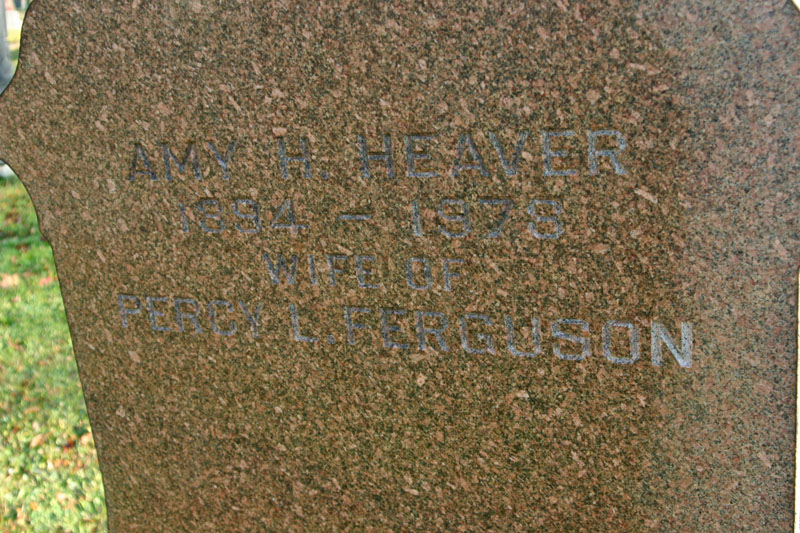 AMY H. HEAVER
1894 - 1978
WIFE OF
PERCY L. FERGUSON